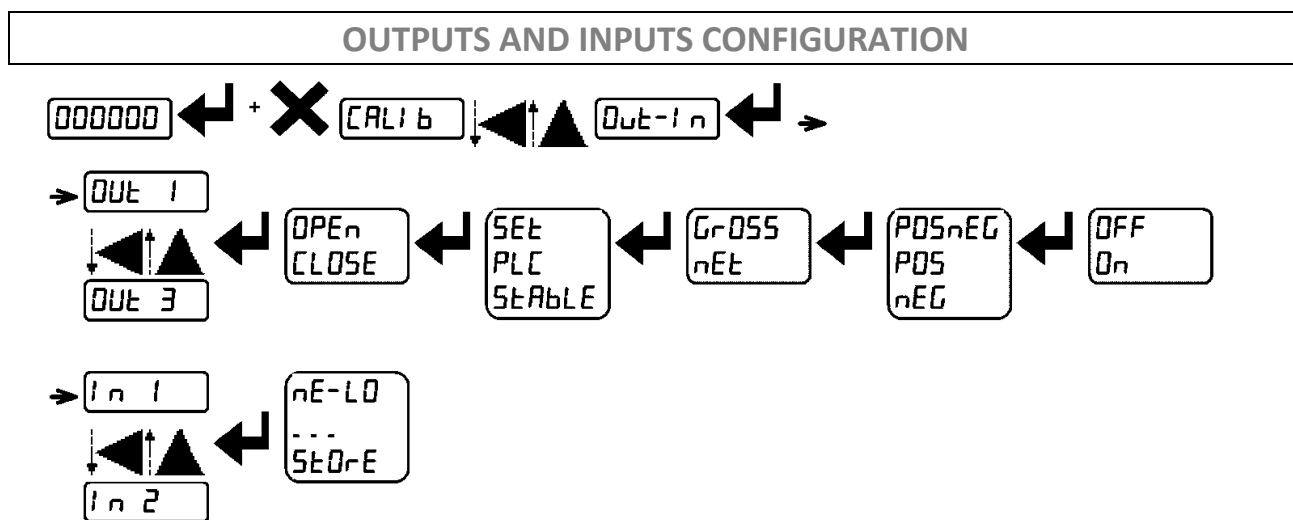 OUTPUTS AND INPUTS CONFIGURATION
000000 + CALIb Out-In
OUt 1
OPEn SEt GrOSS POSnEG OFF
CLOSE PLC nEt POS On
OUt 3 StAbLE nEG
In 1 nE-LO
---
StOrE
In 2